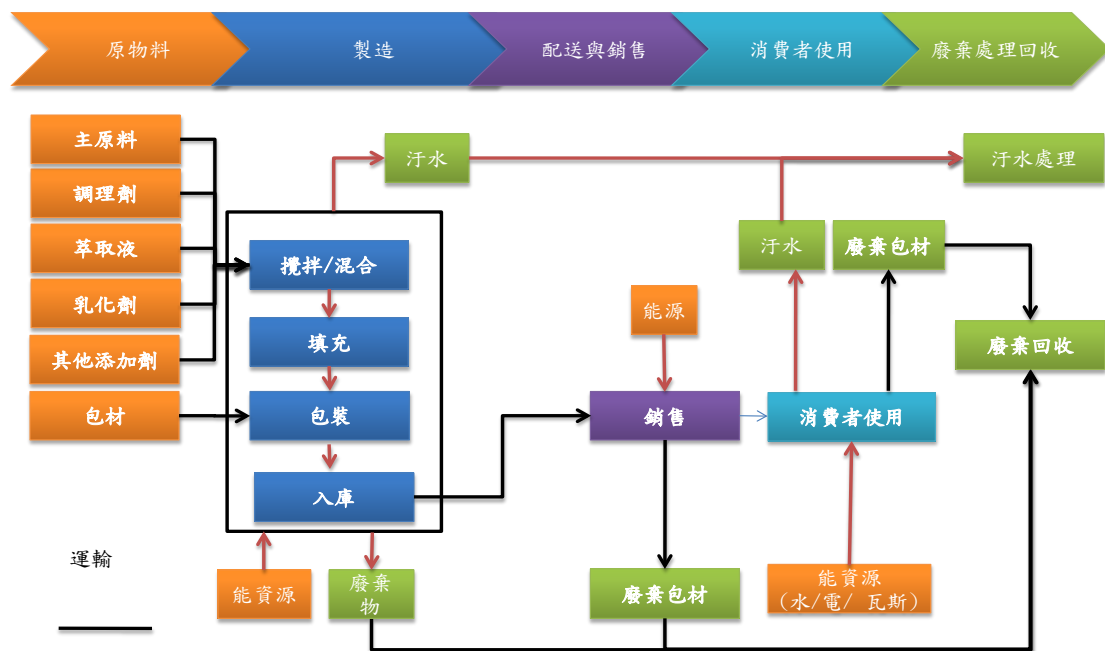 原物料
製造
配送與銷售
消費者使用
廢棄處理回收
主原料
調理劑
萃取液
乳化劑
其他添加劑
包材
汙水
汙水處理
攪拌/混合
填充
包裝
入庫
汙水
廢棄包材
能源
廢棄回收
銷售
消費者使用
運輸
能資源
廢棄
物
廢棄包材
能資源
（水/電/ 瓦斯）